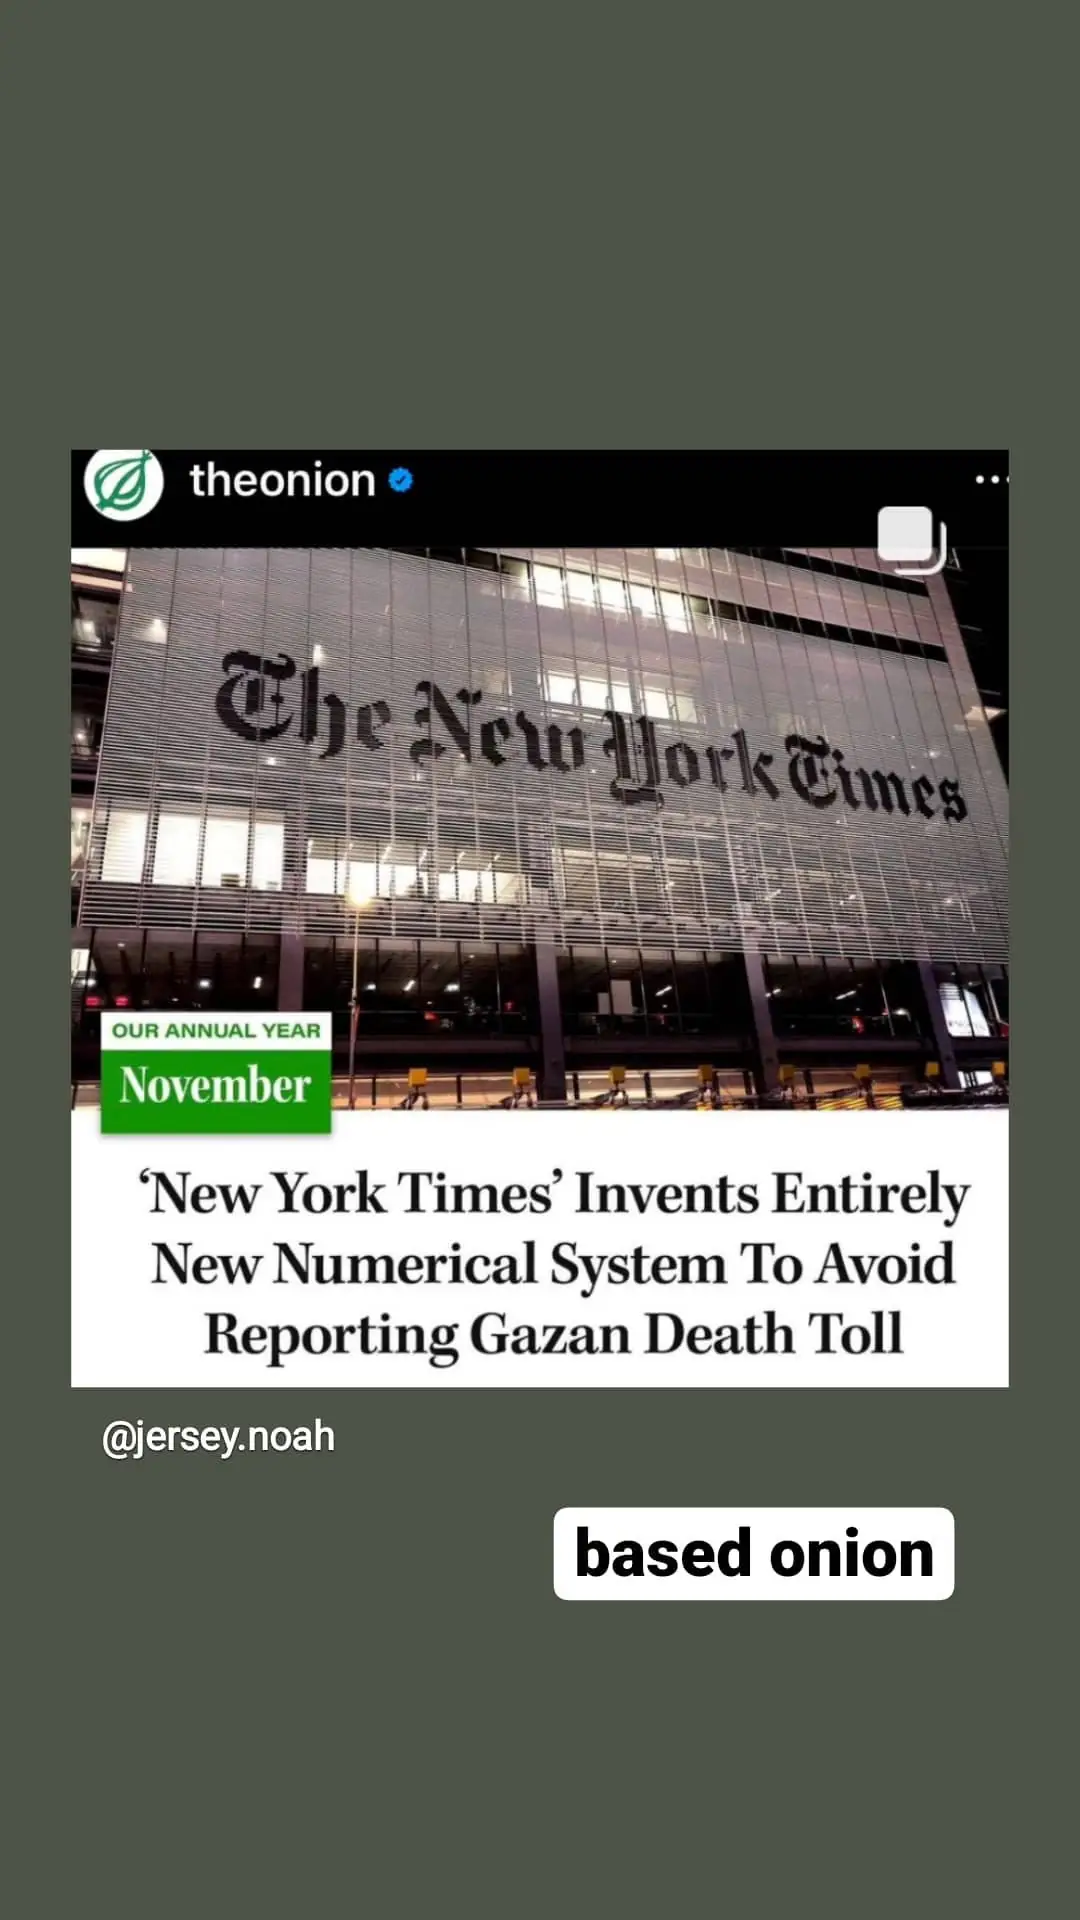 theonion
The New York Times
OUR ANNUAL YEAR
November
‘New York Times’ Invents Entirely
New Numerical System To Avoid
Reporting Gazan Death Toll
@jersey.noah
based onion